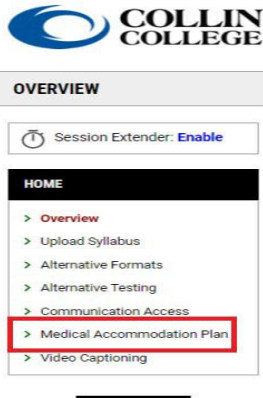 COLLIN
COLLEGE
OVERVIEW
Session Extender: Enable
HOME
> Overview
> Upload Syllabus
> Alternative Formats
> Alternative Testing
> Communication Access
> Medical Accommodation Plan
> Video Captioning